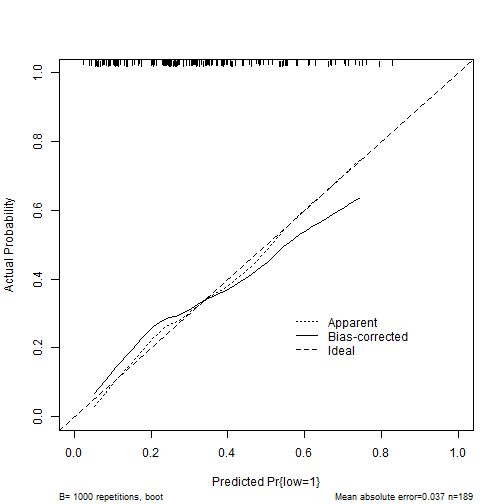 1.0
0.8
0.6
0.4
0.2
0.0
Actual Probability
Apparent
Bias-corrected
Ideal
0.0 0.2 0.4 0.6 0.8 1.0
Predicted Pr{low=1}
B= 1000 repetitions, boot
Mean absolute error=0.037 n=189